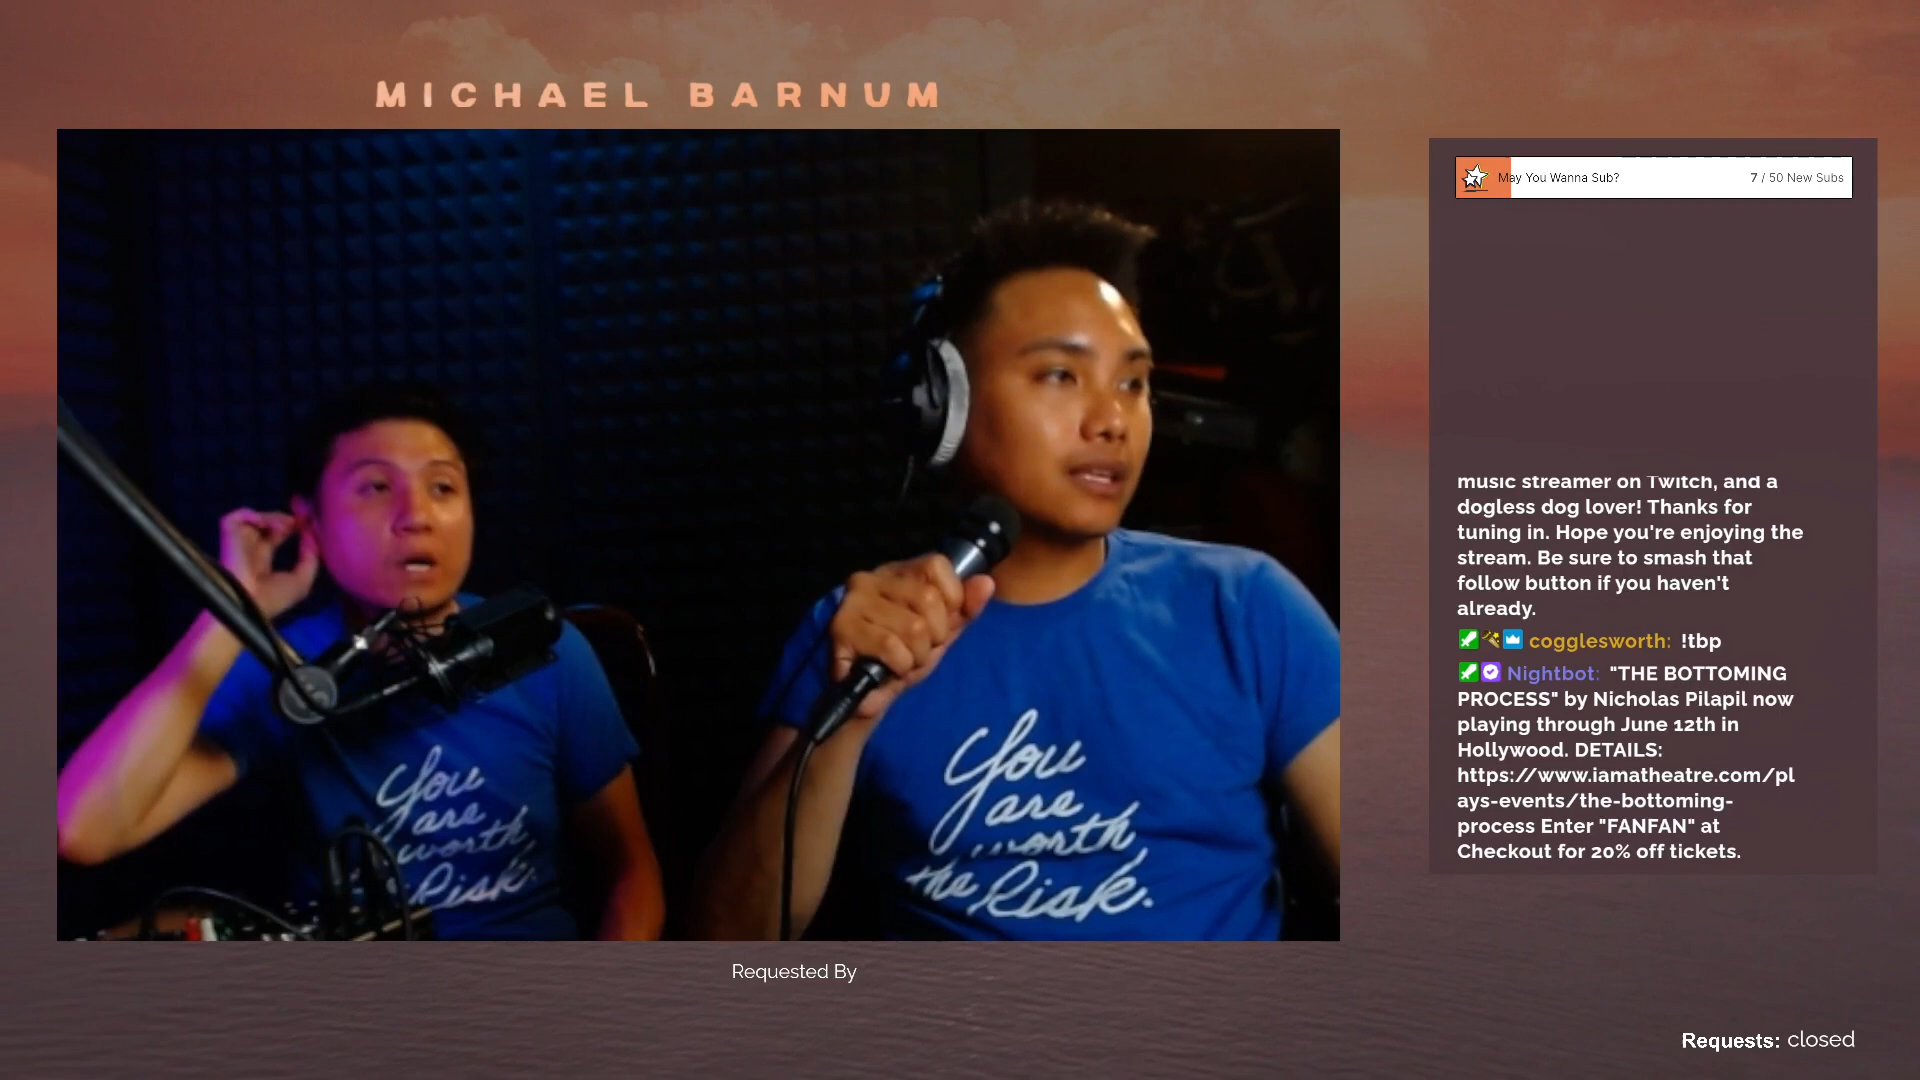 MICHAEL BARNUM
May You Wanna Sub? 7 / 50 New Subs
music streamer on Twitch, and a
dogless dog lover! Thanks for
tuning in. Hope you're enjoying the
stream. Be sure to smash that
follow button if you haven't
already.
cogglesworth: !tbp
Nightbot: "THE BOTTOMING
PROCESS" by Nicholas Pilapil now
playing through June 12th in
Hollywood. DETAILS:
https://www.iamatheatre.com/pl
ays-events/the-bottoming-
process Enter "FANFAN" at
Checkout for 20% off tickets.
You
are
worth
Risk.
You
are
worth
the Risk.
Requested By
Requests: closed